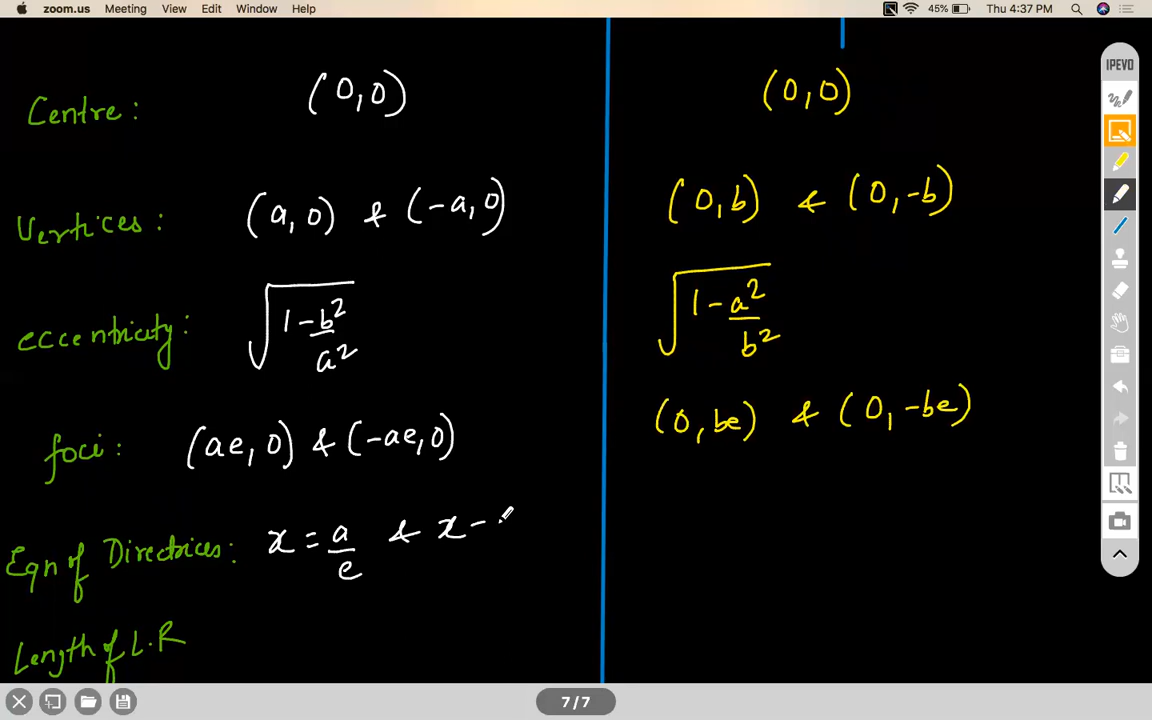 zoom.us Meeting View Edit Window Help 45% Thu 4:37 PM
IPEVO
Centre: (0,0) (0,0)
Vertices: (a,0) & (-a,0) (0,b) & (0,-b)
eccentricity: √(1-b²/a²) √(1-a²/b²)
foci: (ae,0) & (-ae,0) (0,be) & (0,-be)
Eqn of Directrices: x=a/e & x-
Length of L.R
7/7